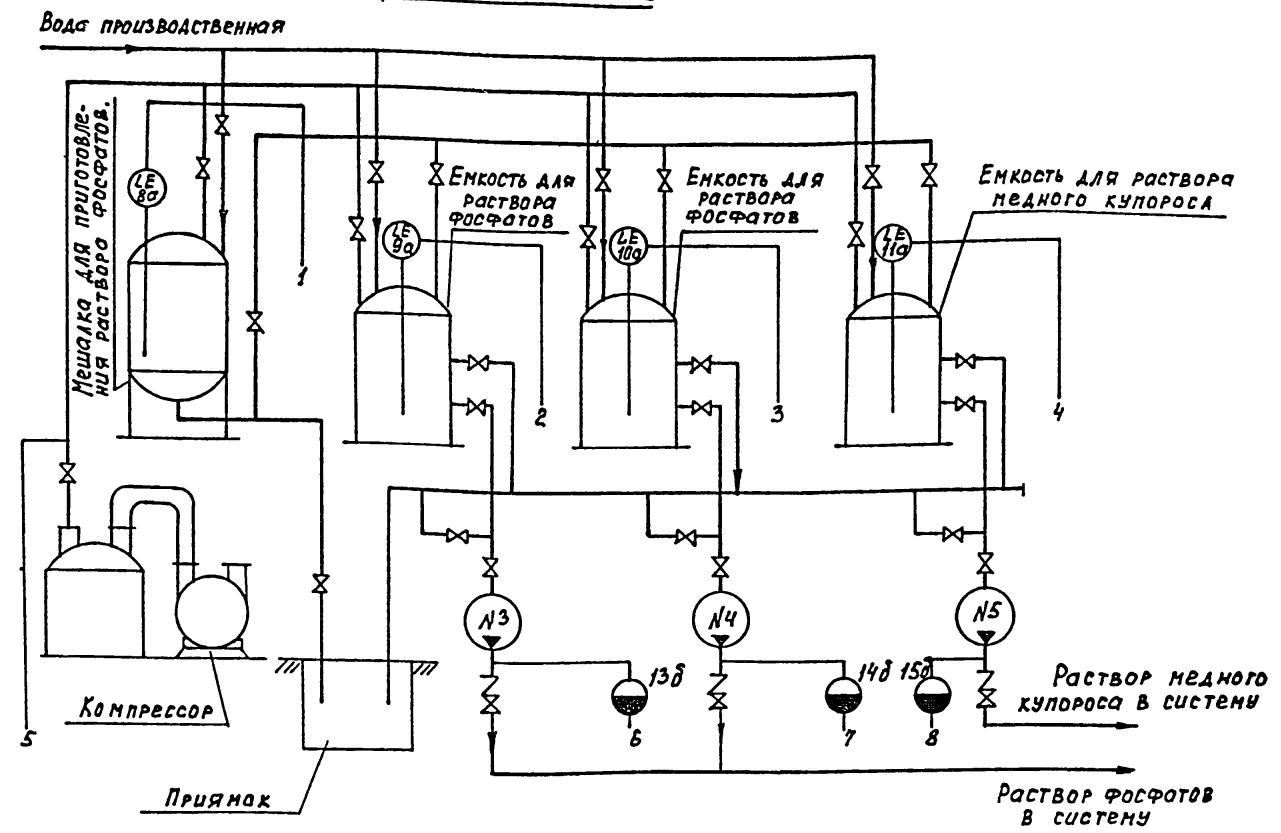 Вода производственная
Мешалка для приготовле-
ния раствора фосфатов.
LE
8а
1
LE
9а
Емкость для
раствора
фосфатов
2
LE
10а
Емкость для
раствора
фосфатов
3
LE
11а
Емкость для раствора
медного купороса
4
5
Компрессор
Приямок
N3
13б
6
N4
14б
7
N5
15б
8
Раствор медного
купороса в систему
Раствор фосфатов
в систему